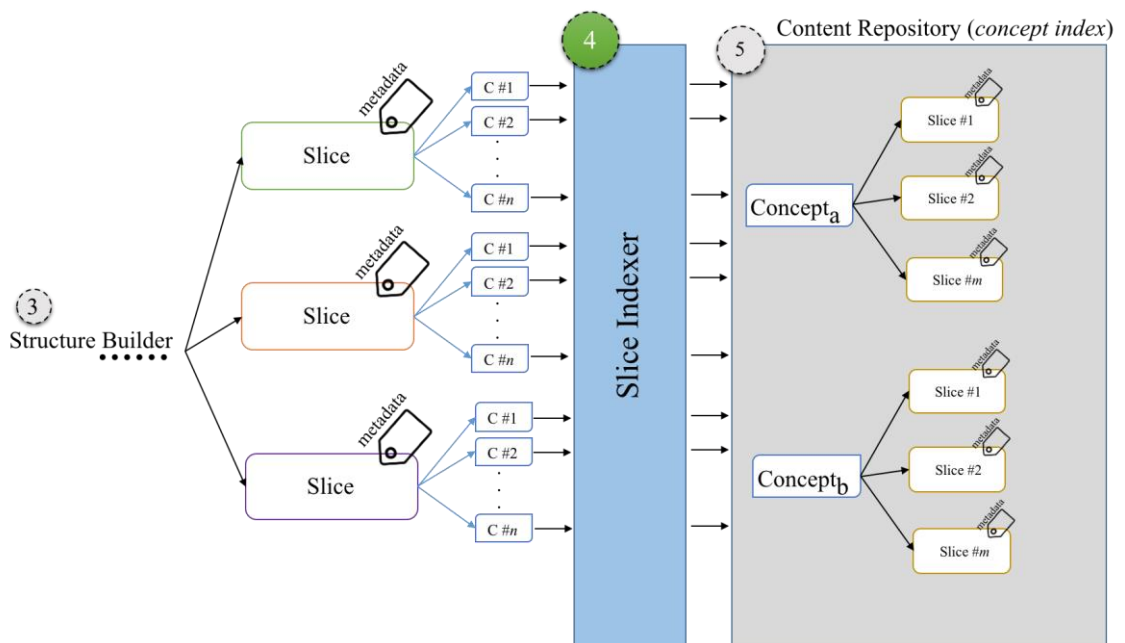 4
5
Content Repository (concept index)
metadata
Slice
C #1
C #2
C #n
metadata
Slice
C #1
C #2
C #n
3
Structure Builder
metadata
Slice
C #1
C #2
C #n
Slice Indexer
Concept_a
metadata
Slice #1
metadata
Slice #2
metadata
Slice #m
Concept_b
metadata
Slice #1
metadata
Slice #2
metadata
Slice #m